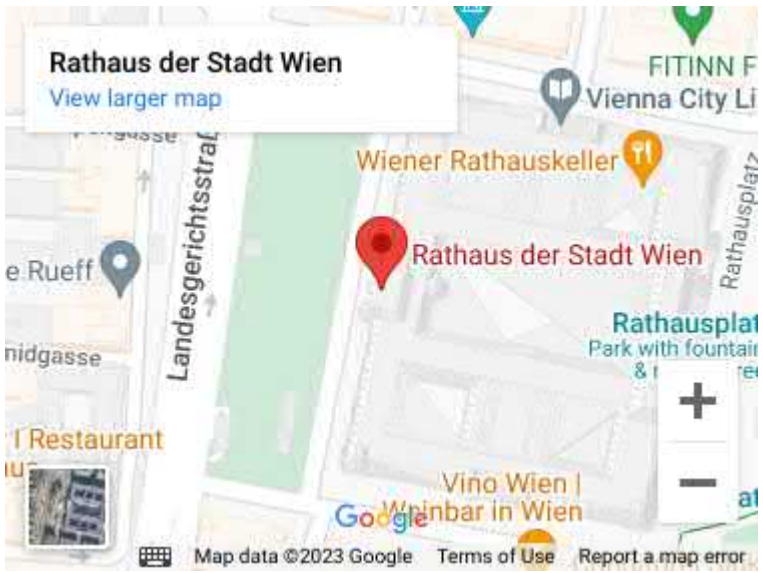 Rathaus der Stadt Wien
View larger map
FITINN F
Vienna City Li
Wiener Rathauskeller
Landesgerichtsstraß
Rathausplatz
Rathaus der Stadt Wien
e Rueff
Rathausplat
Park with fountain
&
nidgasse
l Restaurant
Vino Wien |
Weinbar in Wien
Google
Map data ©2023 Google
Terms of Use
Report a map error